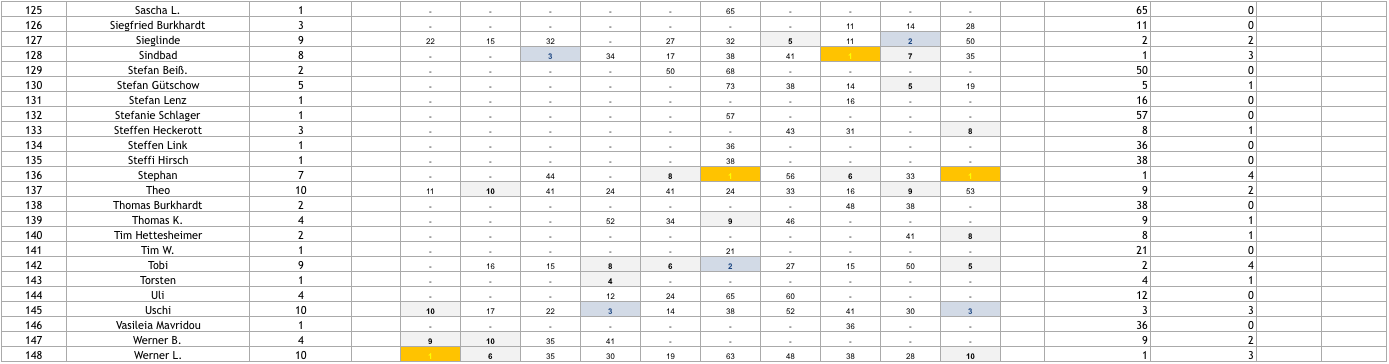 125 Sascha L. 1 - - - - - 65 - - - - 65 0
126 Siegfried Burkhardt 3 - - - - - - - 11 14 28 11 0
127 Sieglinde 9 22 15 32 - 27 32 5 11 2 50 2 2
128 Sindbad 8 - - 3 34 17 38 41 1 7 35 1 3
129 Stefan Beiß. 2 - - - - 50 68 - - - - 50 0
130 Stefan Gütschow 5 - - - - - 73 38 14 5 19 5 1
131 Stefan Lenz 1 - - - - - - - 16 - - 16 0
132 Stefanie Schlager 1 - - - - - 57 - - - - 57 0
133 Steffen Heckerott 3 - - - - - - 43 31 - 8 8 1
134 Steffen Link 1 - - - - - 36 - - - - 36 0
135 Steffi Hirsch 1 - - - - - 38 - - - - 38 0
136 Stephan 7 - - 44 - 8 1 56 6 33 1 1 4
137 Theo 10 11 10 41 24 41 24 33 16 9 53 9 2
138 Thomas Burkhardt 2 - - - - - - - 48 38 - 38 0
139 Thomas K. 4 - - - 52 34 9 46 - - - 9 1
140 Tim Hettesheimer 2 - - - - - - - - 41 8 8 1
141 Tim W. 1 - - - - - 21 - - - - 21 0
142 Tobi 9 - 16 15 8 6 2 27 15 50 5 2 4
143 Torsten 1 - - - 4 - - - - - - 4 1
144 Uli 4 - - - 12 24 65 60 - - - 12 0
145 Uschi 10 10 17 22 3 14 38 52 41 30 3 3 3
146 Vasileia Mavridou 1 - - - - - - - 36 - - 36 0
147 Werner B. 4 9 10 35 41 - - - - - - 9 2
148 Werner L. 10 1 6 35 30 19 63 48 38 28 10 1 3